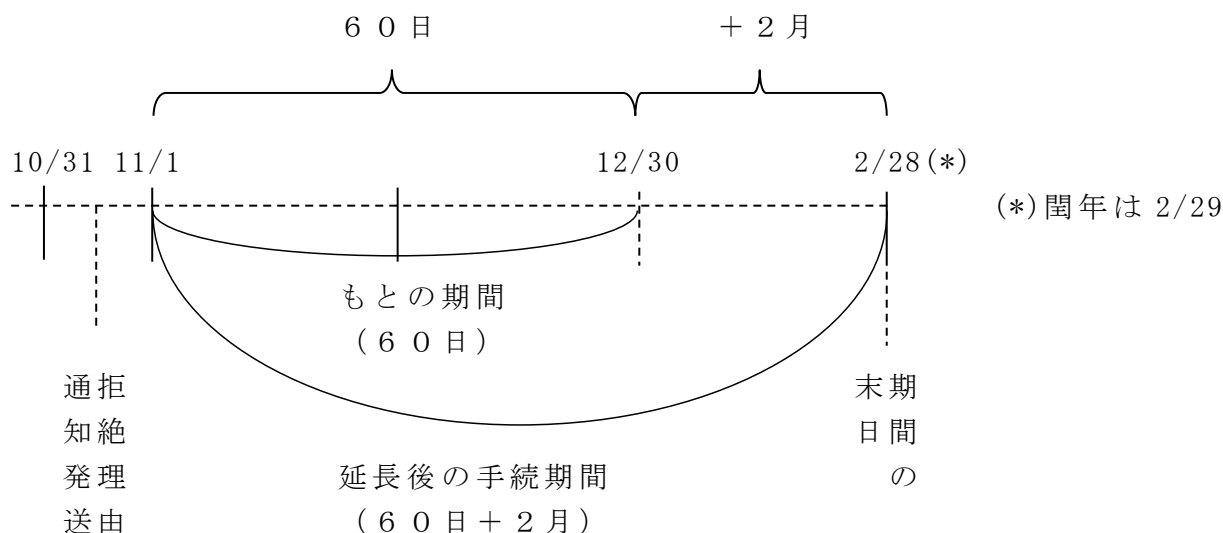 ６０日
＋２月
10/31 11/1
12/30
2/28(*)
(*)閏年は 2/29
もとの期間
（６０日）
拒絶理由
通知発送
期間の
末日
延長後の手続期間
（６０日＋２月）